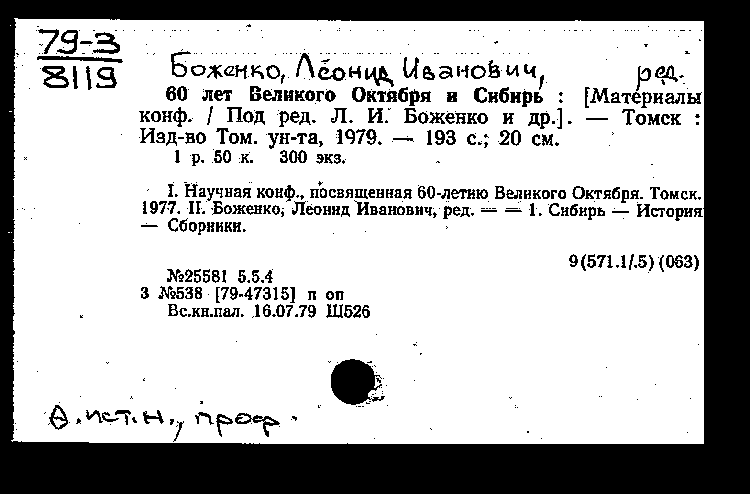 79-3
8119
Боженко, Леонид Иванович, ред.
60 лет Великого Октября и Сибирь : [Материалы
конф. / Под ред. Л. И. Боженко и др.]. — Томск :
Изд-во Том. ун-та, 1979. — 193 с.; 20 см.
1 р. 50 к. 300 экз.
I. Научная конф., посвященная 60-летию Великого Октября. Томск.
1977. II. Боженко, Леонид Иванович, ред. — — 1. Сибирь — История
— Сборники.
9(571.1/.5)(063)
№25581 5.5.4
3 №538 [79-47315] п оп
Вс.кн.пал. 16.07.79 Ш526
д.ист.н., проф.